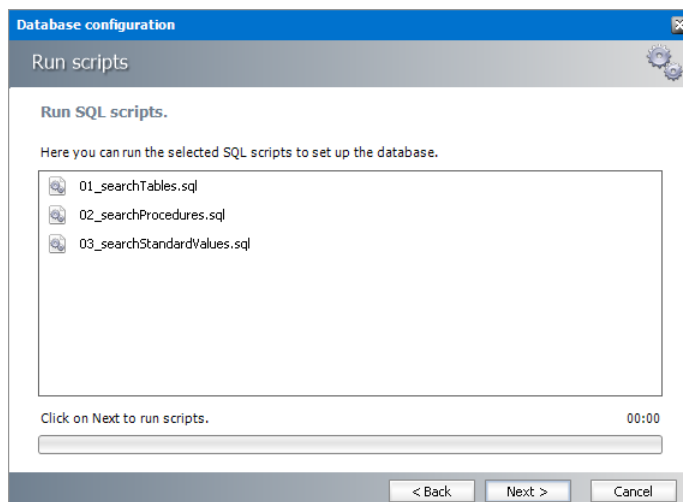 Database configuration
Run scripts
Run SQL scripts.
Here you can run the selected SQL scripts to set up the database.
01_searchTables.sql
02_searchProcedures.sql
03_searchStandardValues.sql
Click on Next to run scripts. 00:00
< Back Next > Cancel